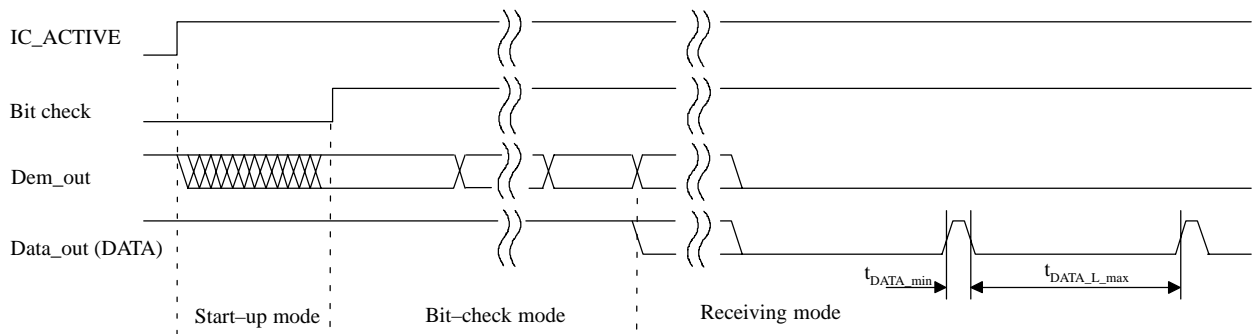 IC_ACTIVE
Bit check
Dem_out
Data_out (DATA)
tDATA_min
tDATA_L_max
Start–up mode
Bit–check mode
Receiving mode